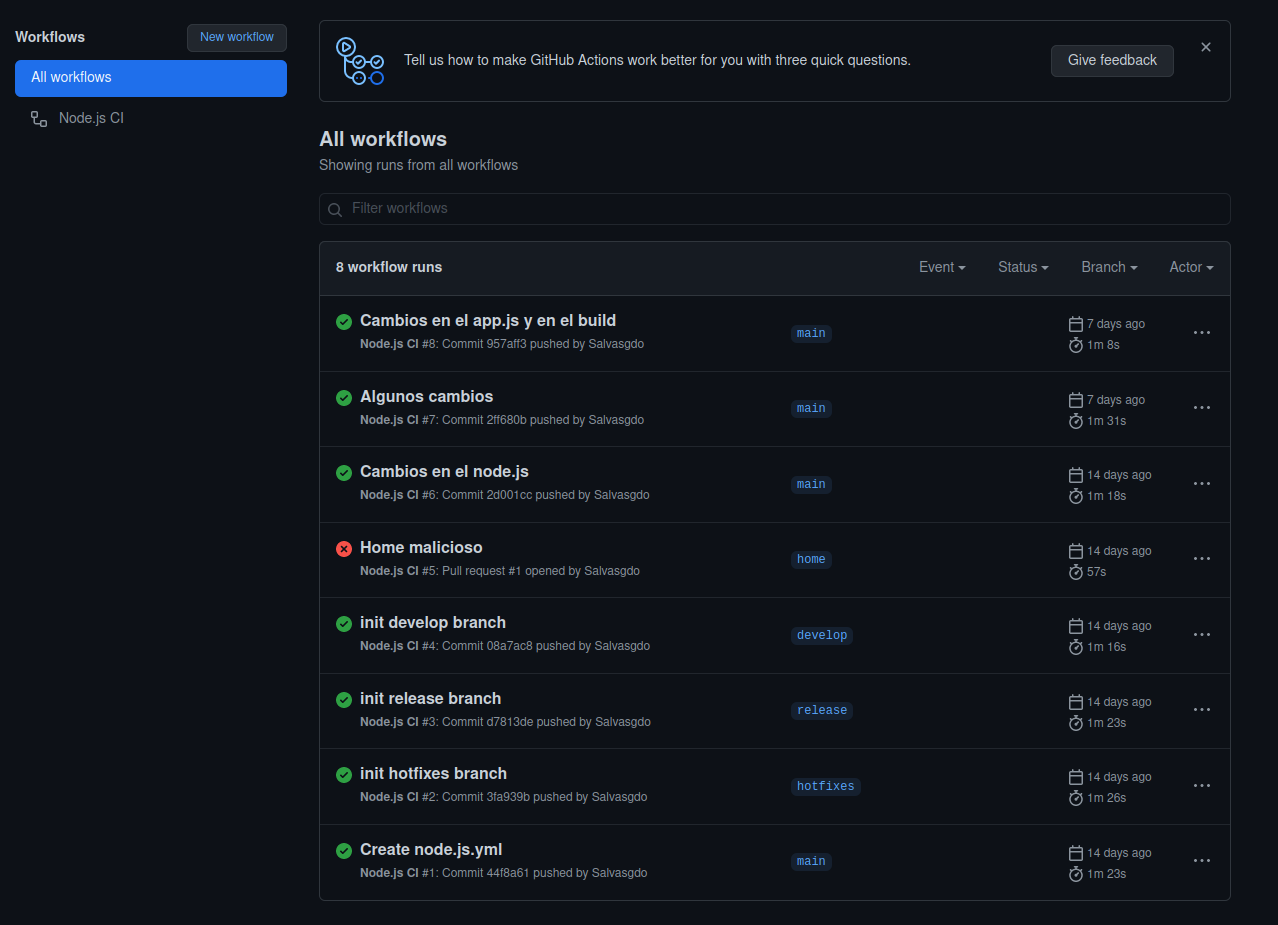 Workflows
New workflow
All workflows
Node.js CI
Tell us how to make GitHub Actions work better for you with three quick questions.
Give feedback
All workflows
Showing runs from all workflows
Filter workflows
8 workflow runs
Event
Status
Branch
Actor
Cambios en el app.js y en el build
Node.js CI #8: Commit 957aff3 pushed by Salvasgdo
main
7 days ago
1m 8s
Algunos cambios
Node.js CI #7: Commit 2ff680b pushed by Salvasgdo
main
7 days ago
1m 31s
Cambios en el node.js
Node.js CI #6: Commit 2d001cc pushed by Salvasgdo
main
14 days ago
1m 18s
Home malicioso
Node.js CI #5: Pull request #1 opened by Salvasgdo
home
14 days ago
57s
init develop branch
Node.js CI #4: Commit 08a7ac8 pushed by Salvasgdo
develop
14 days ago
1m 16s
init release branch
Node.js CI #3: Commit d7813de pushed by Salvasgdo
release
14 days ago
1m 23s
init hotfixes branch
Node.js CI #2: Commit 3fa939b pushed by Salvasgdo
hotfixes
14 days ago
1m 26s
Create node.js.yml
Node.js CI #1: Commit 44f8a61 pushed by Salvasgdo
main
14 days ago
1m 23s